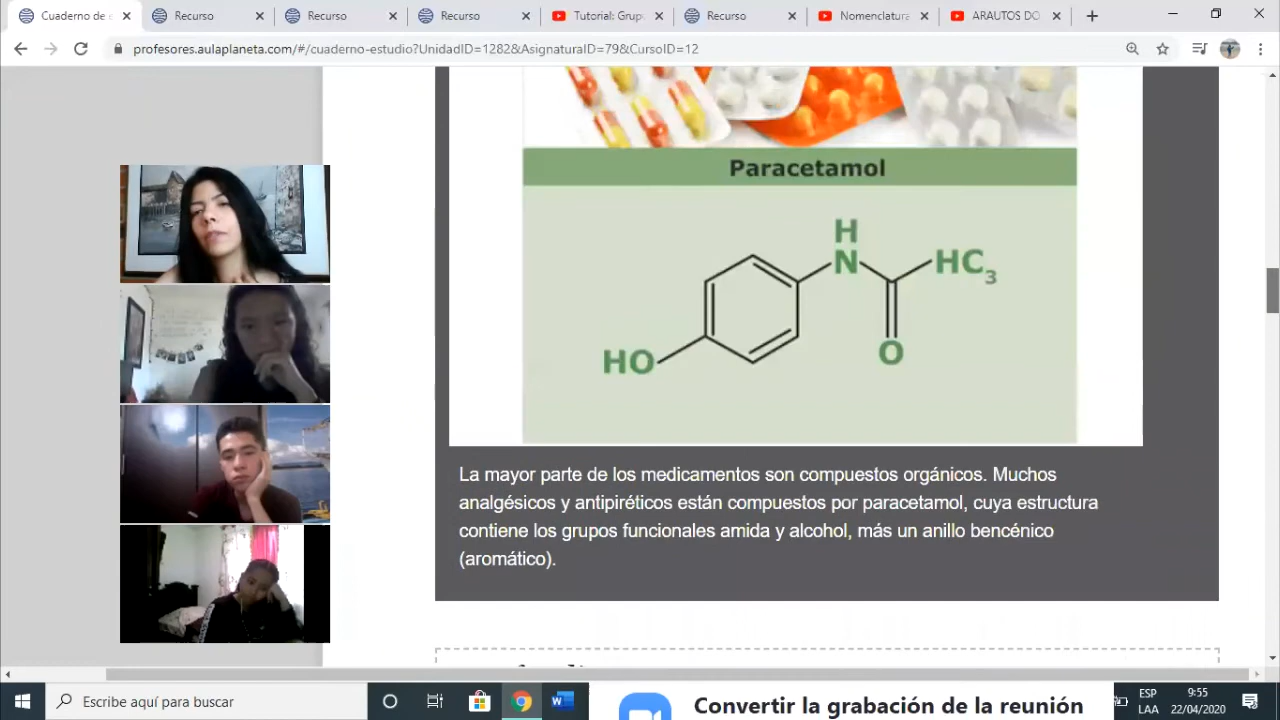 Cuaderno de e
Recurso
Recurso
Recurso
Tutorial: Grup
Recurso
Nomenclatura
ARAUTOS DO
profesores.aulaplaneta.com/#/cuaderno-estudio?UnidadID=1282&AsignaturaID=79&CursoID=12
Paracetamol
H
N
HC3
HO
O
La mayor parte de los medicamentos son compuestos orgánicos. Muchos
analgésicos y antipiréticos están compuestos por paracetamol, cuya estructura
contiene los grupos funcionales amida y alcohol, más un anillo bencénico
(aromático).
Escribe aquí para buscar
Convertir la grabación de la reunión
ESP
LAA
9:55
22/04/2020